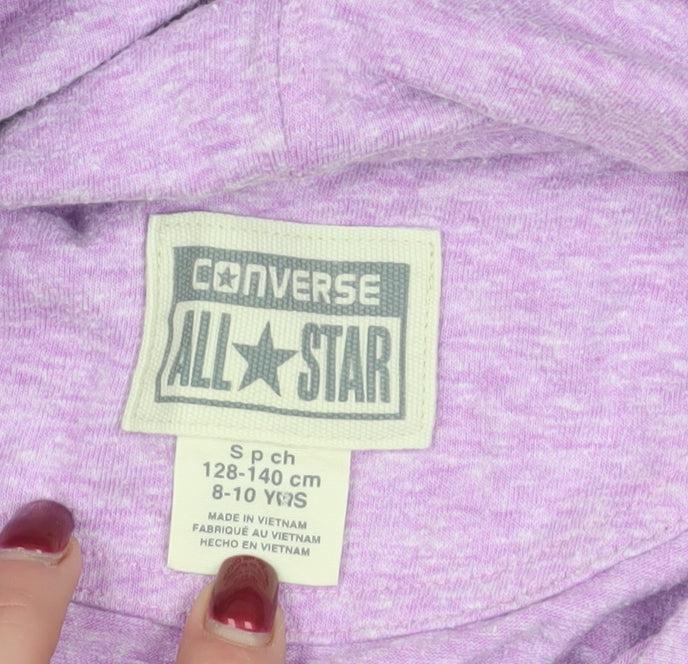 CONVERSE
ALL★STAR
S p ch
128-140 cm
8-10 YRS
MADE IN VIETNAM
FABRIQUÉ AU VIETNAM
HECHO EN VIETNAM